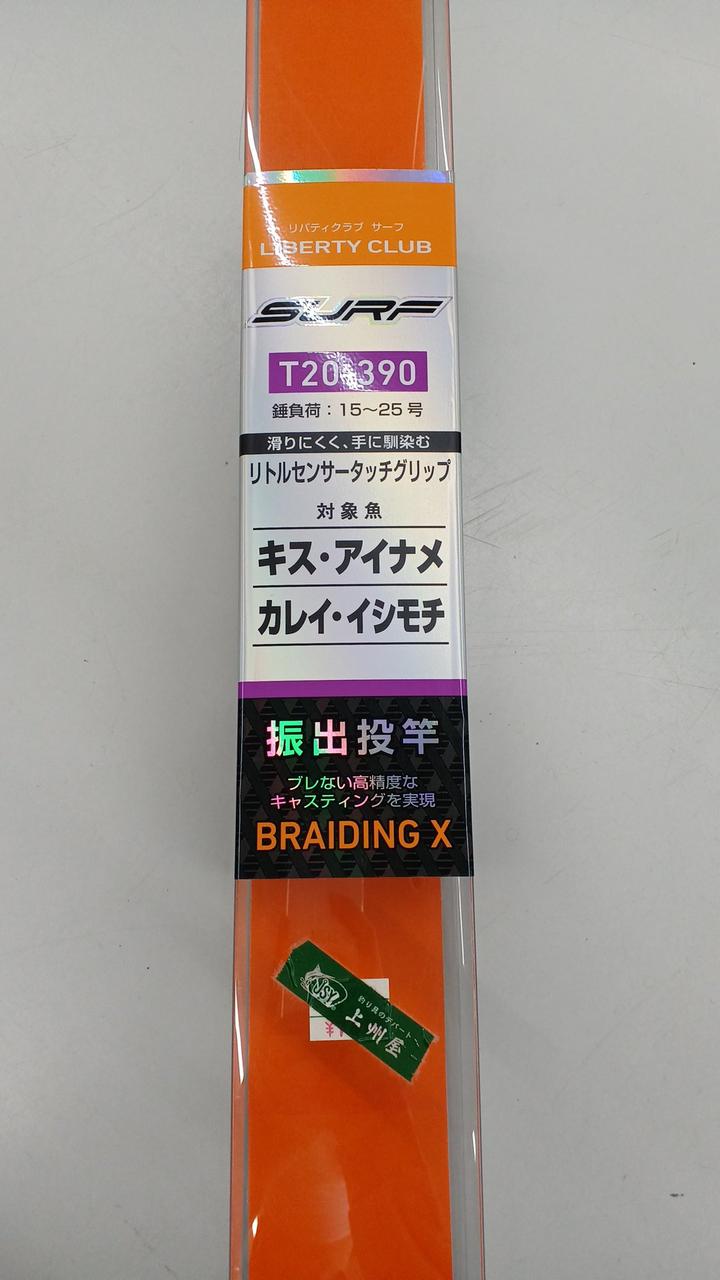 リバティクラブ サーフ
LIBERTY CLUB
SURF
T20-390
錘負荷：15〜25号
滑りにくく、手に馴染む
リトルセンサータッチグリップ
対象魚
キス・アイナメ
カレイ・イシモチ
振出投竿
ブレない高精度な
キャスティングを実現
BRAIDING X
釣り具のデパート
上州屋